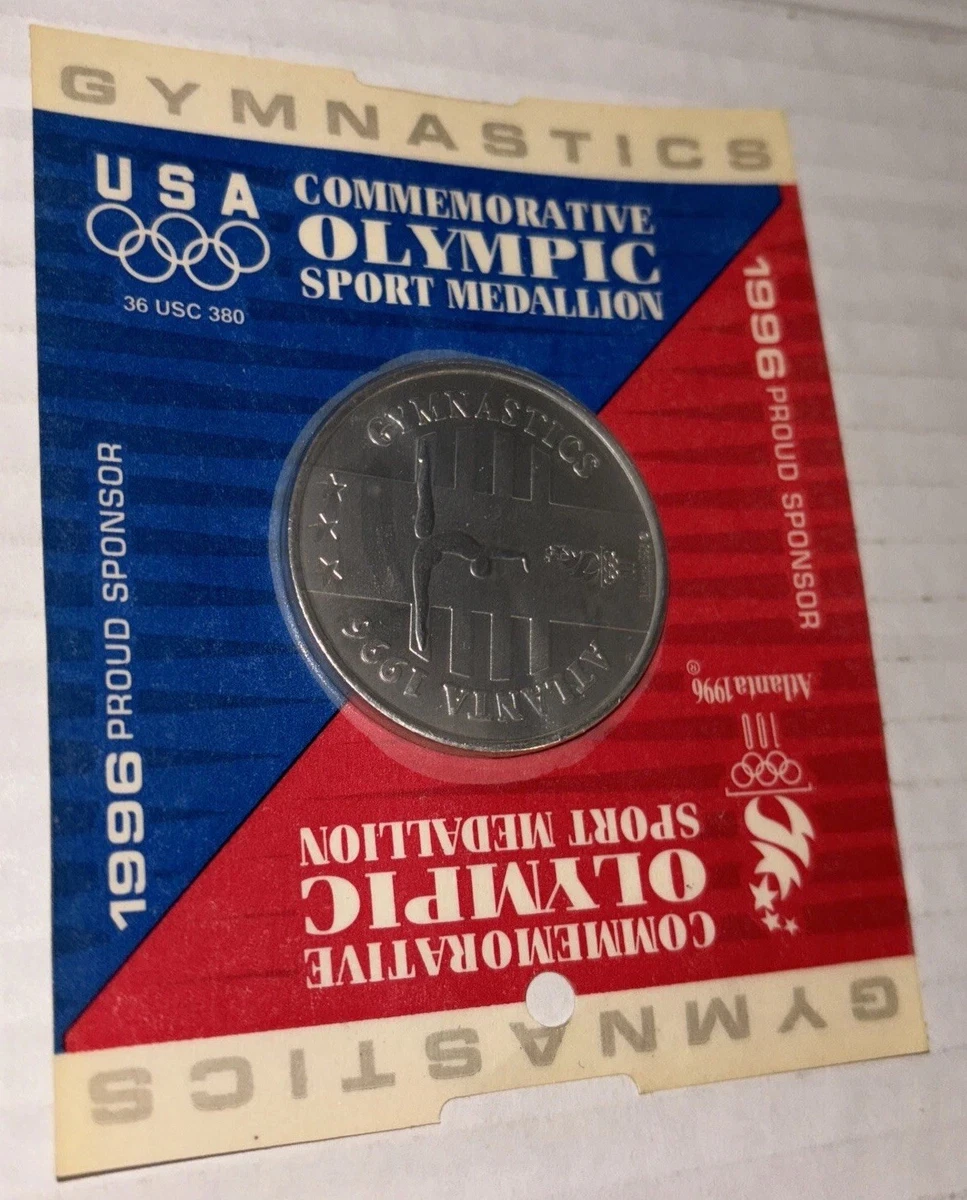 GYMNASTICS
USA
36 USC 380
COMMEMORATIVE
OLYMPIC
SPORT MEDALLION
1996 PROUD SPONSOR
1996 PROUD SPONSOR
GYMNASTICS
ATLANTA 1996
Atlanta 1996®
COMMEMORATIVE
OLYMPIC
SPORT MEDALLION
GYMNASTICS